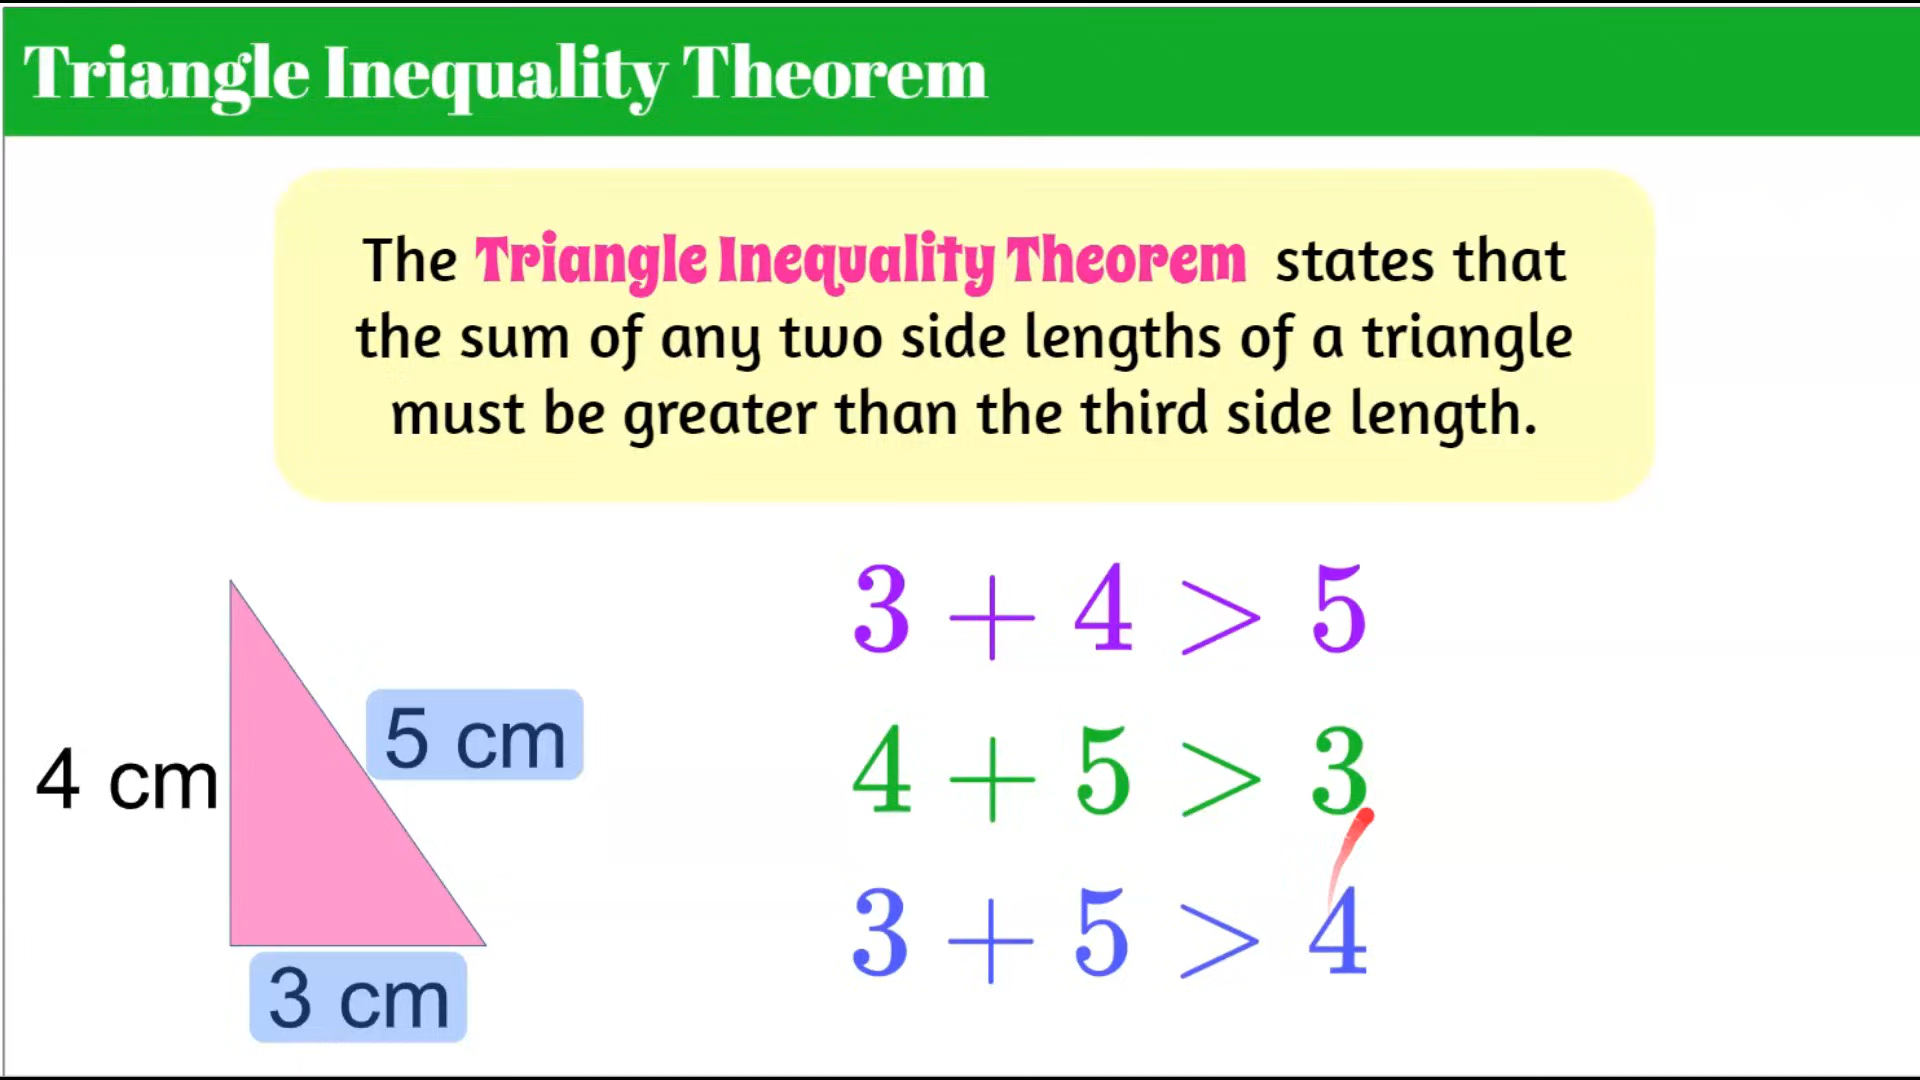 Triangle Inequality Theorem
The Triangle Inequality Theorem states that
the sum of any two side lengths of a triangle
must be greater than the third side length.
3 + 4 > 5
5 cm
4 + 5 > 3
4 cm
3 + 5 > 4
3 cm